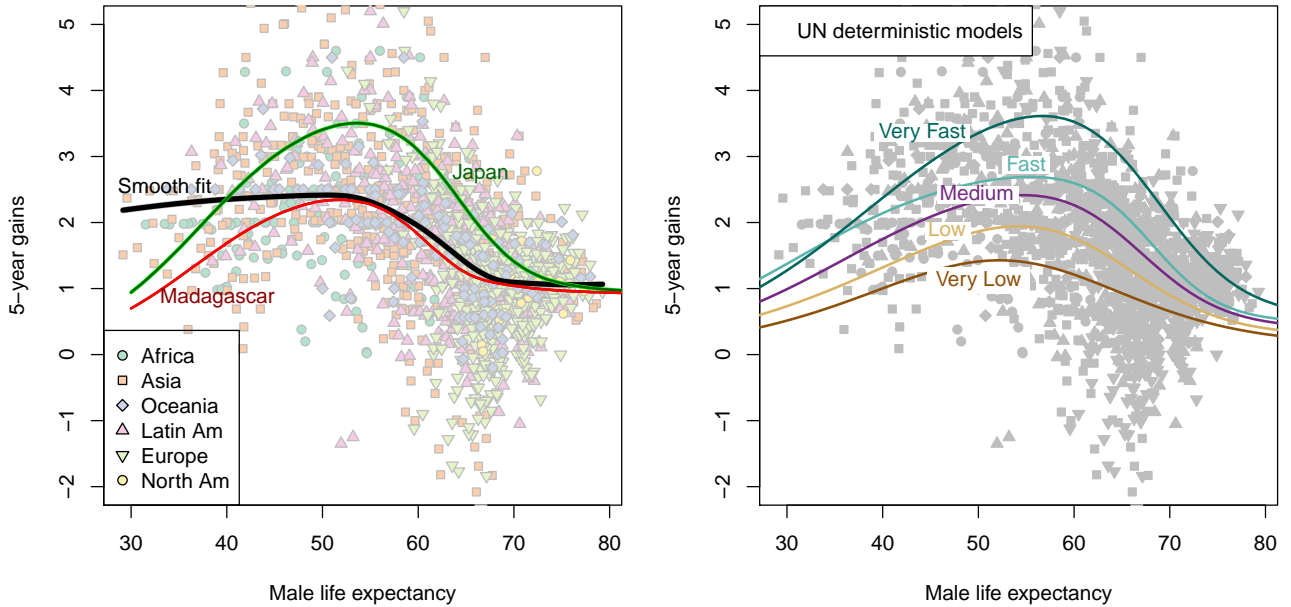 5−year gains
5
4
3
2
1
0
−1
−2
Smooth fit
Japan
Madagascar
Africa
Asia
Oceania
Latin Am
Europe
North Am
30 40 50 60 70 80
Male life expectancy
5−year gains
5
4
3
2
1
0
−1
−2
UN deterministic models
Very Fast
Fast
Medium
Low
Very Low
30 40 50 60 70 80
Male life expectancy